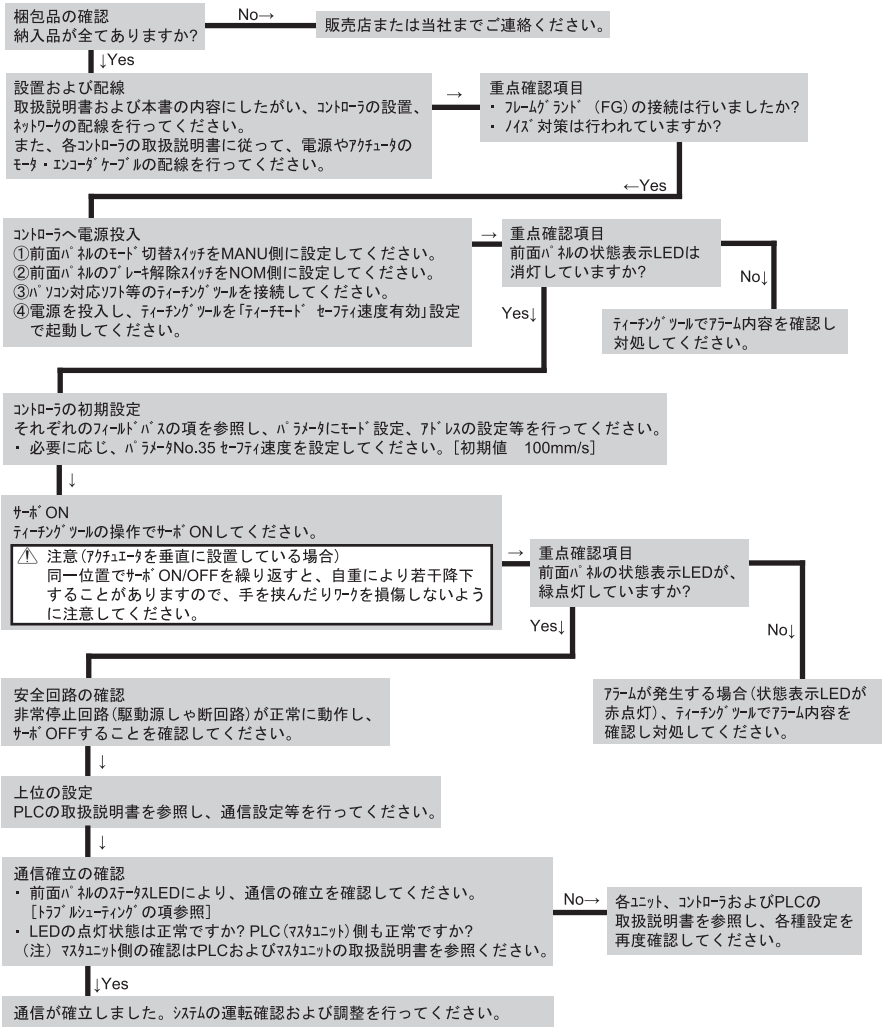 梱包品の確認
納入品が全てありますか?
No→
販売店または当社までご連絡ください。
↓Yes
設置および配線
取扱説明書および本書の内容にしたがい、ｺﾝﾄﾛｰﾗの設置、
ﾈｯﾄﾜｰｸの配線を行ってください。
また、各ｺﾝﾄﾛｰﾗの取扱説明書に従って、電源やｱｸﾁｭｰﾀの
ﾓｰﾀ・ｴﾝｺｰﾀﾞｹｰﾌﾞﾙの配線を行ってください。
→
重点確認項目
・ ﾌﾚｰﾑｸﾞﾗﾝﾄﾞ (FG)の接続は行いましたか?
・ ﾉｲｽﾞ対策は行われていますか?
←Yes
ｺﾝﾄﾛｰﾗへ電源投入
①前面ﾊﾟﾈﾙのﾓｰﾄﾞ切替ｽｲｯﾁをMANU側に設定してください。
②前面ﾊﾟﾈﾙのﾌﾞﾚｰｷ解除ｽｲｯﾁをNOM側に設定してください。
③ﾊﾟｿｺﾝ対応ｿﾌﾄ等のﾃｨｰﾁﾝｸﾞﾂｰﾙを接続してください。
④電源を投入し、ﾃｨｰﾁﾝｸﾞﾂｰﾙを｢ﾃｨｰﾁﾓｰﾄﾞ ｾｰﾌﾃｨ速度有効｣設定
で起動してください。
→
重点確認項目
前面ﾊﾟﾈﾙの状態表示LEDは
消灯していますか?
No↓
Yes↓
ﾃｨｰﾁﾝｸﾞﾂｰﾙでｱﾗｰﾑ内容を確認し
対処してください。
ｺﾝﾄﾛｰﾗの初期設定
それぞれのﾌｨｰﾙﾄﾞﾊﾞｽの項を参照し、ﾊﾟﾗﾒｰﾀにﾓｰﾄﾞ設定、ｱﾄﾞﾚｽの設定等を行ってください。
・ 必要に応じ、ﾊﾟﾗﾒｰﾀNo.35 ｾｰﾌﾃｨ速度を設定してください。[初期値　100mm/s]
↓
ｻｰﾎﾞON
ﾃｨｰﾁﾝｸﾞﾂｰﾙの操作でｻｰﾎﾞONしてください。
⚠ 注意(ｱｸﾁｭｴｰﾀを垂直に設置している場合)
同一位置でｻｰﾎﾞON/OFFを繰り返すと、自重により若干降下
することがありますので、手を挟んだりﾜｰｸを損傷しないよう
に注意してください。
→
重点確認項目
前面ﾊﾟﾈﾙの状態表示LEDが、
緑点灯していますか?
Yes↓
No↓
安全回路の確認
非常停止回路(駆動源しゃ断回路)が正常に動作し、
ｻｰﾎﾞOFFすることを確認してください。
ｱﾗｰﾑが発生する場合(状態表示LEDが
赤点灯)、ﾃｨｰﾁﾝｸﾞﾂｰﾙでｱﾗｰﾑ内容を
確認し対処してください。
↓
上位の設定
PLCの取扱説明書を参照し、通信設定等を行ってください。
↓
通信確立の確認
・ 前面ﾊﾟﾈﾙのｽﾃｰﾀｽLEDにより、通信の確立を確認してください。
[ﾄﾗﾌﾞﾙｼｭｰﾃｨﾝｸﾞの項参照]
・ LEDの点灯状態は正常ですか? PLC(ﾏｽﾀﾕﾆｯﾄ)側も正常ですか?
(注) ﾏｽﾀﾕﾆｯﾄ側の確認はPLCおよびﾏｽﾀﾕﾆｯﾄの取扱説明書を参照ください。
No→
各ﾕﾆｯﾄ、ｺﾝﾄﾛｰﾗおよびPLCの
取扱説明書を参照し、各種設定を
再度確認してください。
↓Yes
通信が確立しました。ｼｽﾃﾑの運転確認および調整を行ってください。